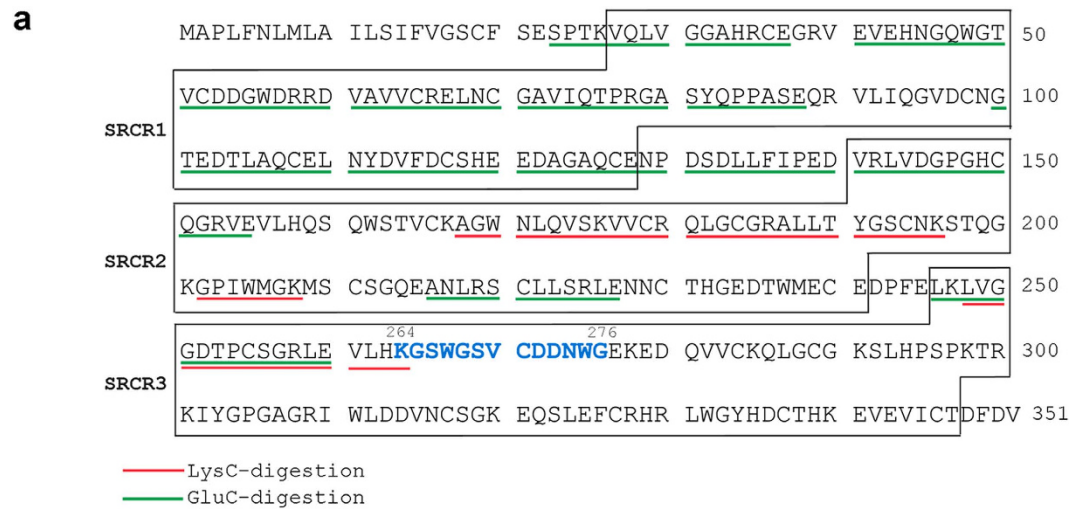 a
MAPLFNLMLA ILSIFVGSCF SESPTKVQLV GGAHRCEGRV EVEHNGQWGT 50
VCDDGWDRRD VAVVCRELNC GAVIQTPRGA SYQPPASEQR VLIQGVDCNG 100
SRCR1
TEDTLAQCEL NYDVFDCSHE EDAGAQCENP DSDLLFIPED VRLVDGPGHC 150
QGRVEVLHQS QWSTVCKAGW NLQVSKVVCR QLGCGRALLT YGSCNKSTQG 200
SRCR2
KGPIWMGKMS CSGQEANLRS CLLSRLENNC THGEDTWMEC EDPFELKLVG 250
264 276
GDTPCSGRLE VLHKGSWGSV CDDNWGEKED QVVCKQLGCG KSLHPSPKTR 300
SRCR3
KIYGPGAGRI WLDDVNCSGK EQSLEFCRHR LWGYHDCTHK EVEVICTDFDV 351
LysC-digestion
GluC-digestion